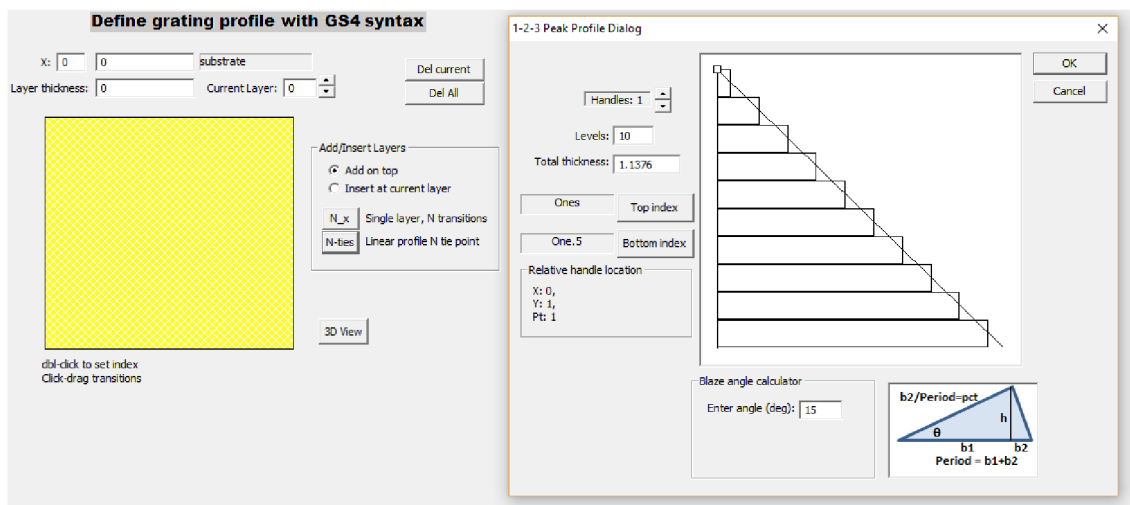 Define grating profile with GS4 syntax
X: 0 0 substrate
Layer thickness: 0 Current Layer: 0
Del current
Del All
Add/Insert Layers
Add on top
Insert at current layer
N_x Single layer, N transitions
N-ties Linear profile N tie point
3D View
dbl-click to set index
Click-drag transitions
1-2-3 Peak Profile Dialog
Handles: 1
Levels: 10
Total thickness: 1.1376
Ones Top index
One.5 Bottom index
Relative handle location
X: 0,
Y: 1,
Pt: 1
OK
Cancel
Blaze angle calculator
Enter angle (deg): 15
b2/Period=pct
h
θ
b1 b2
Period = b1+b2